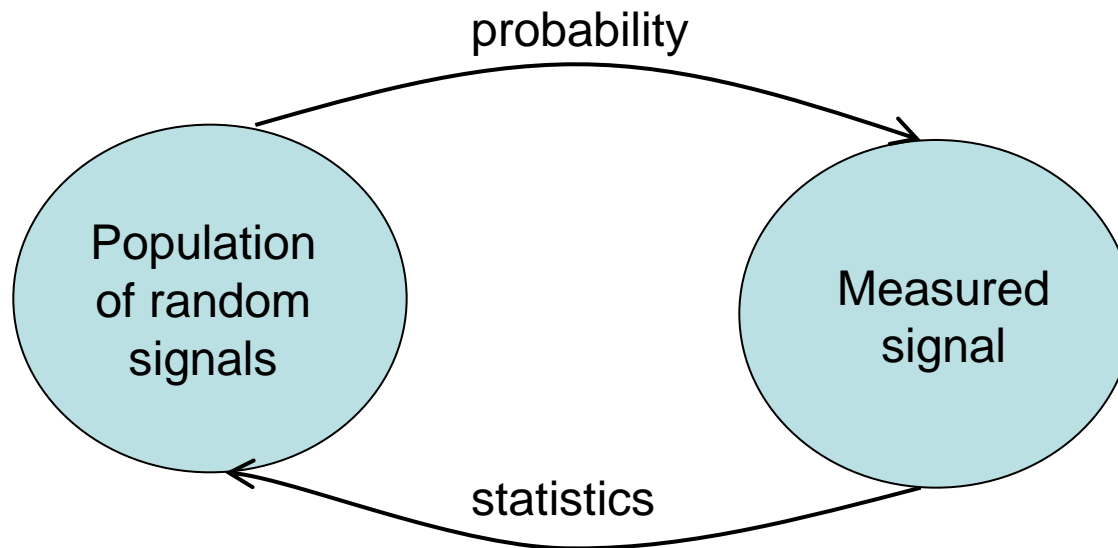 probability
Population
of random
signals
Measured
signal
statistics